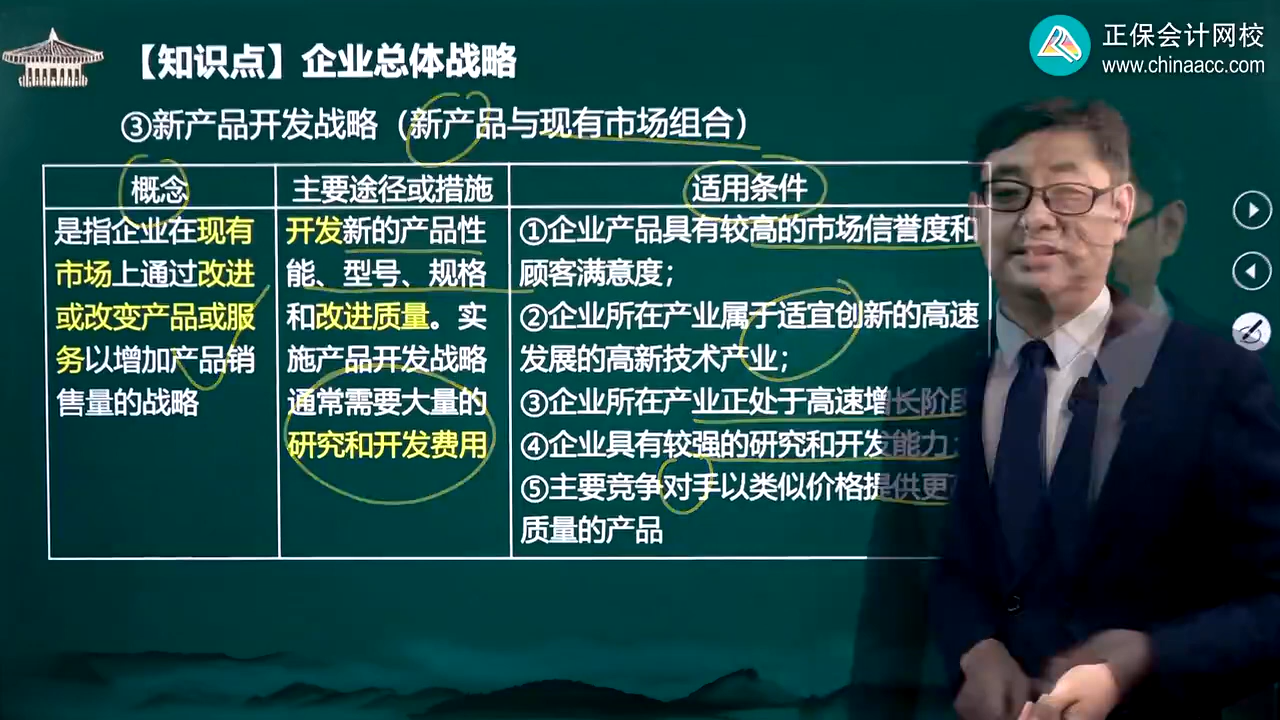 正保会计网校
www.chinaacc.com
【知识点】企业总体战略
③新产品开发战略（新产品与现有市场组合）
概念
主要途径或措施
适用条件
是指企业在现有
市场上通过改进
或改变产品或服
务以增加产品销
售量的战略
开发新的产品性
能、型号、规格
和改进质量。实
施产品开发战略
通常需要大量的
研究和开发费用
①企业产品具有较高的市场信誉度和
顾客满意度；
②企业所在产业属于适宜创新的高速
发展的高新技术产业；
③企业所在产业正处于高速增长阶段
④企业具有较强的研究和开发能力；
⑤主要竞争对手以类似价格提供更
质量的产品